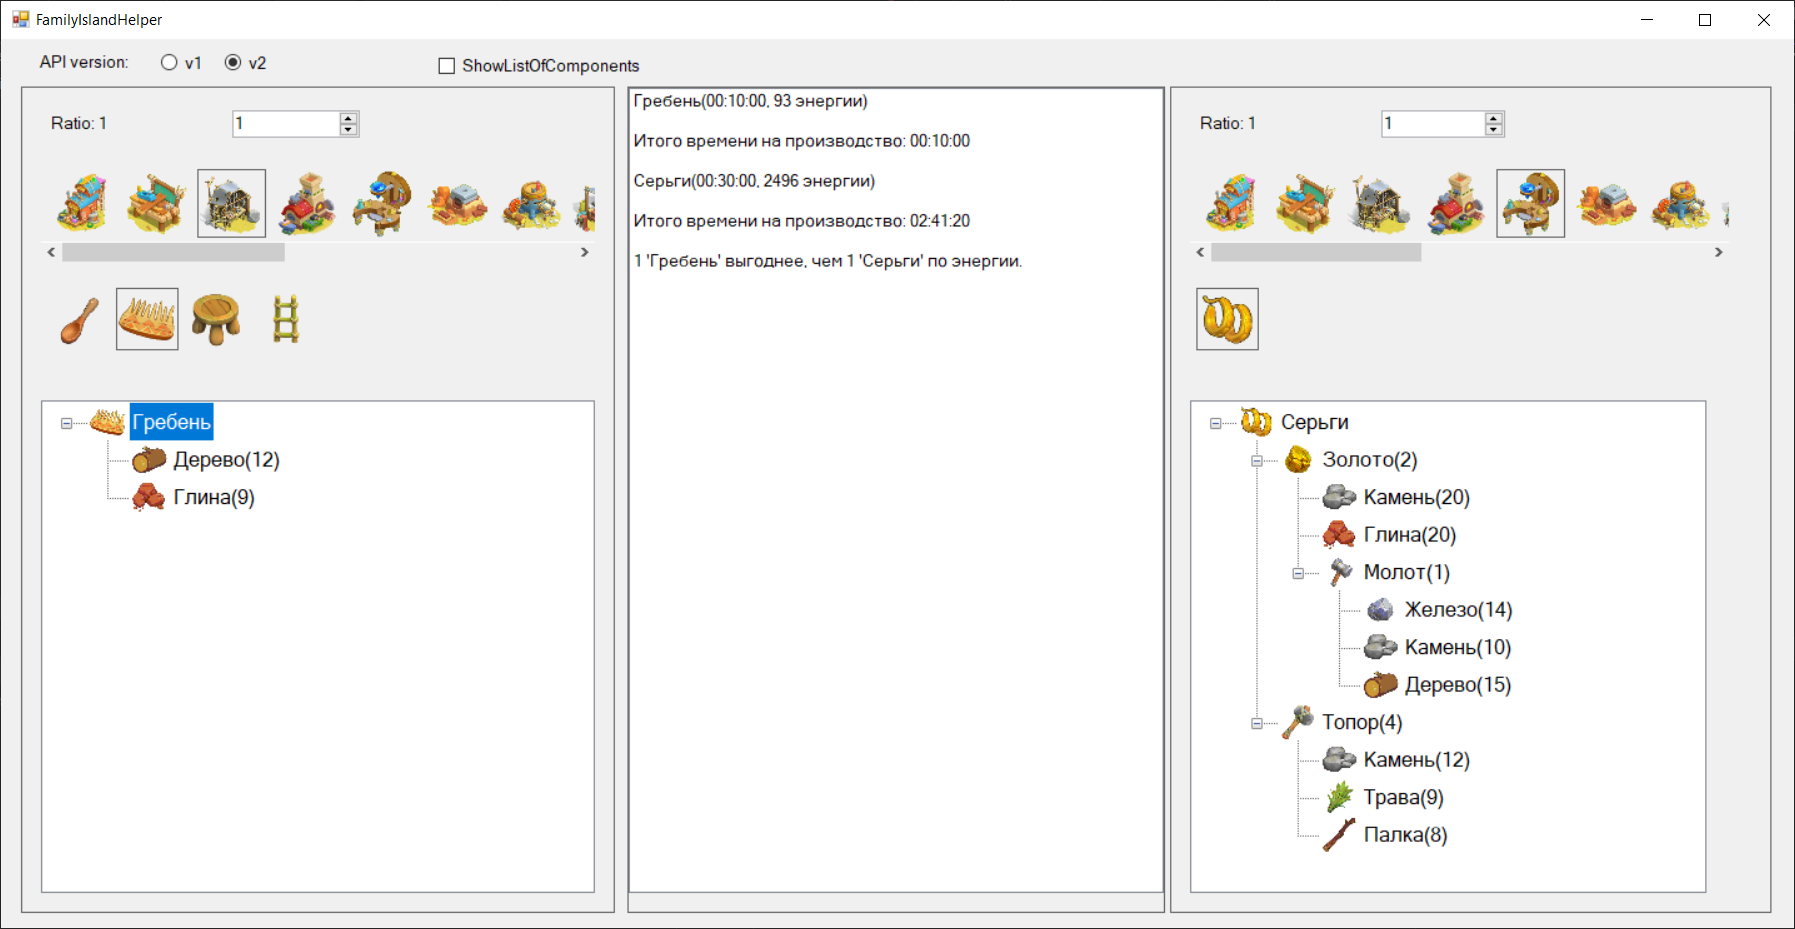 FamilyIslandHelper
API version:
v1
v2
ShowListOfComponents
Ratio: 1
1
Гребень
Дерево(12)
Глина(9)
Гребень(00:10:00, 93 энергии)
Итого времени на производство: 00:10:00
Серьги(00:30:00, 2496 энергии)
Итого времени на производство: 02:41:20
1 'Гребень' выгоднее, чем 1 'Серьги' по энергии.
Ratio: 1
1
Серьги
Золото(2)
Камень(20)
Глина(20)
Молот(1)
Железо(14)
Камень(10)
Дерево(15)
Топор(4)
Камень(12)
Трава(9)
Палка(8)